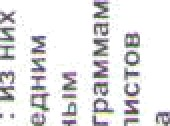 : из них
едним
ным
граммам
листов
а